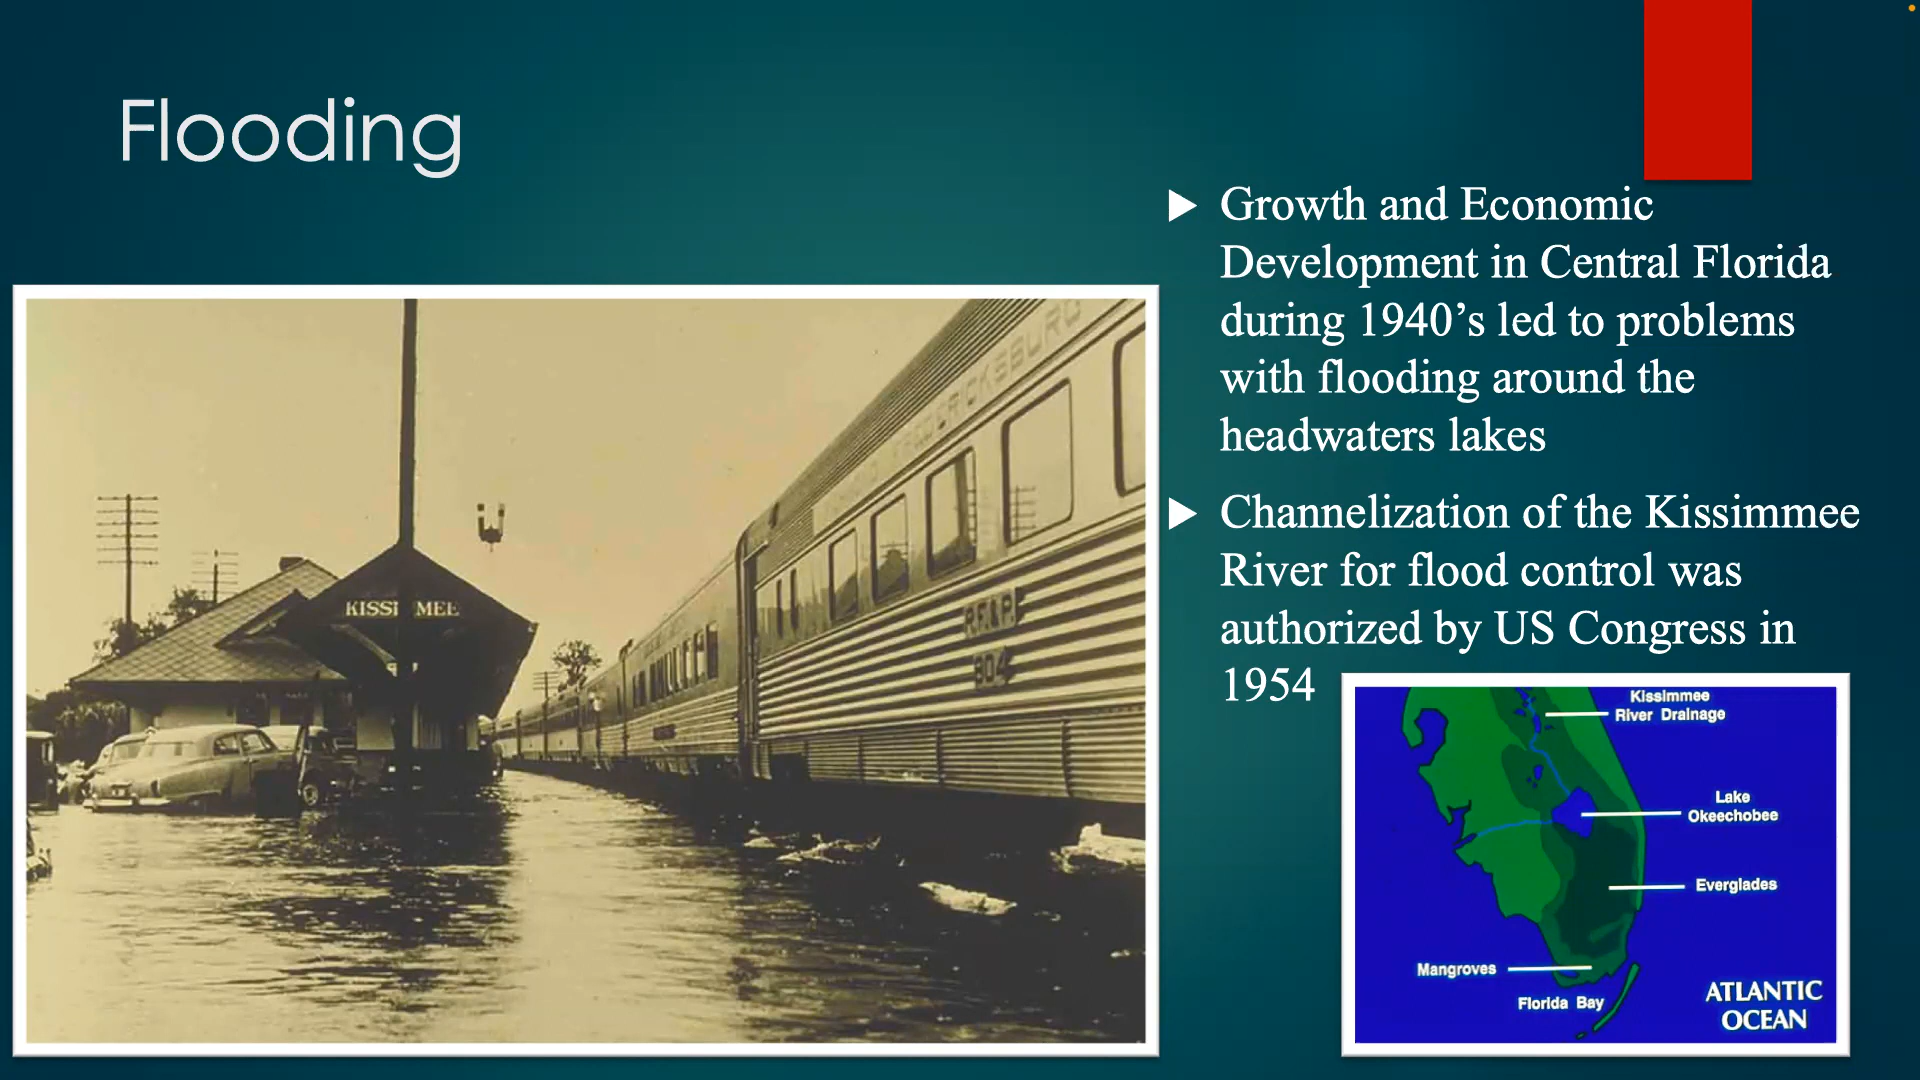 Flooding
Growth and Economic
Development in Central Florida
during 1940’s led to problems
with flooding around the
headwaters lakes
Channelization of the Kissimmee
River for flood control was
authorized by US Congress in
1954
FREDERICKSBURG
R.F.&P.
804
KISSI MEE
Kissimmee
River Drainage
Lake
Okeechobee
Everglades
Mangroves
Florida Bay
ATLANTIC
OCEAN